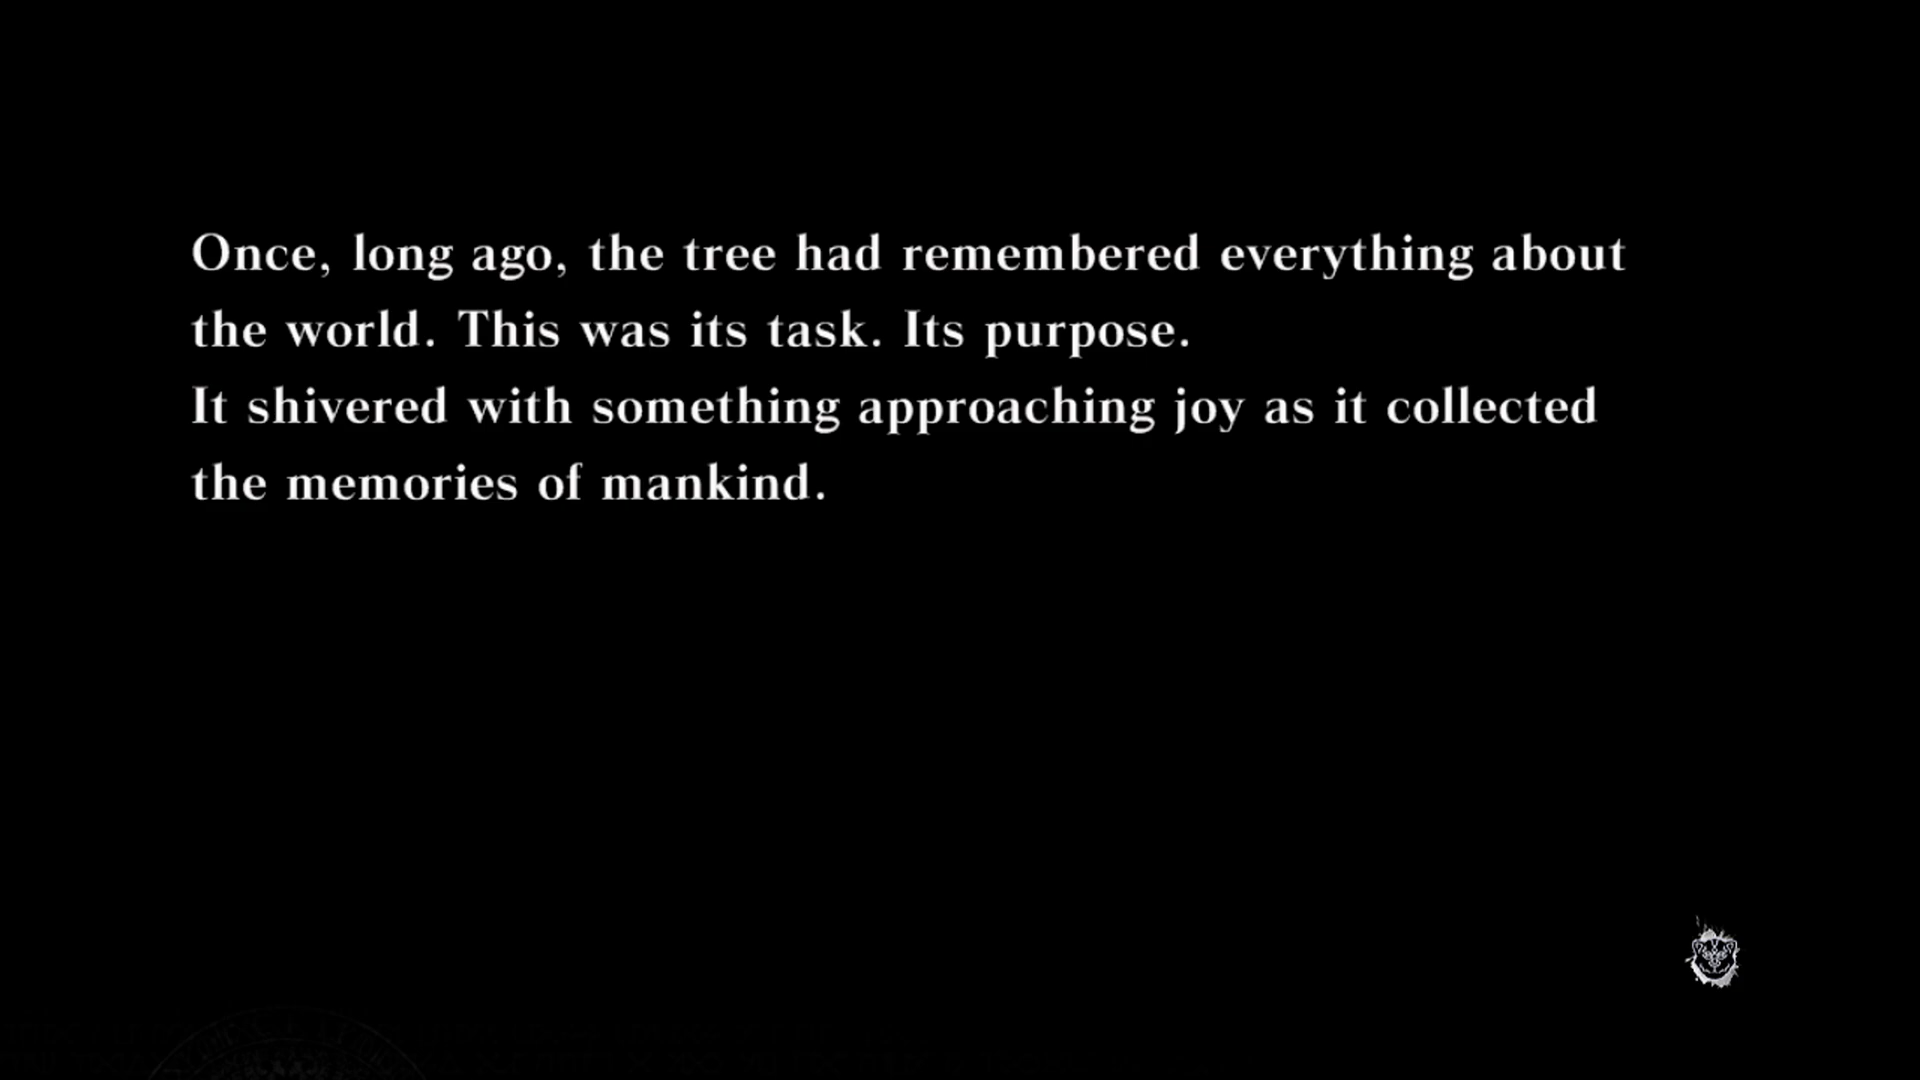 Once, long ago, the tree had remembered everything about
the world. This was its task. Its purpose.
It shivered with something approaching joy as it collected
the memories of mankind.